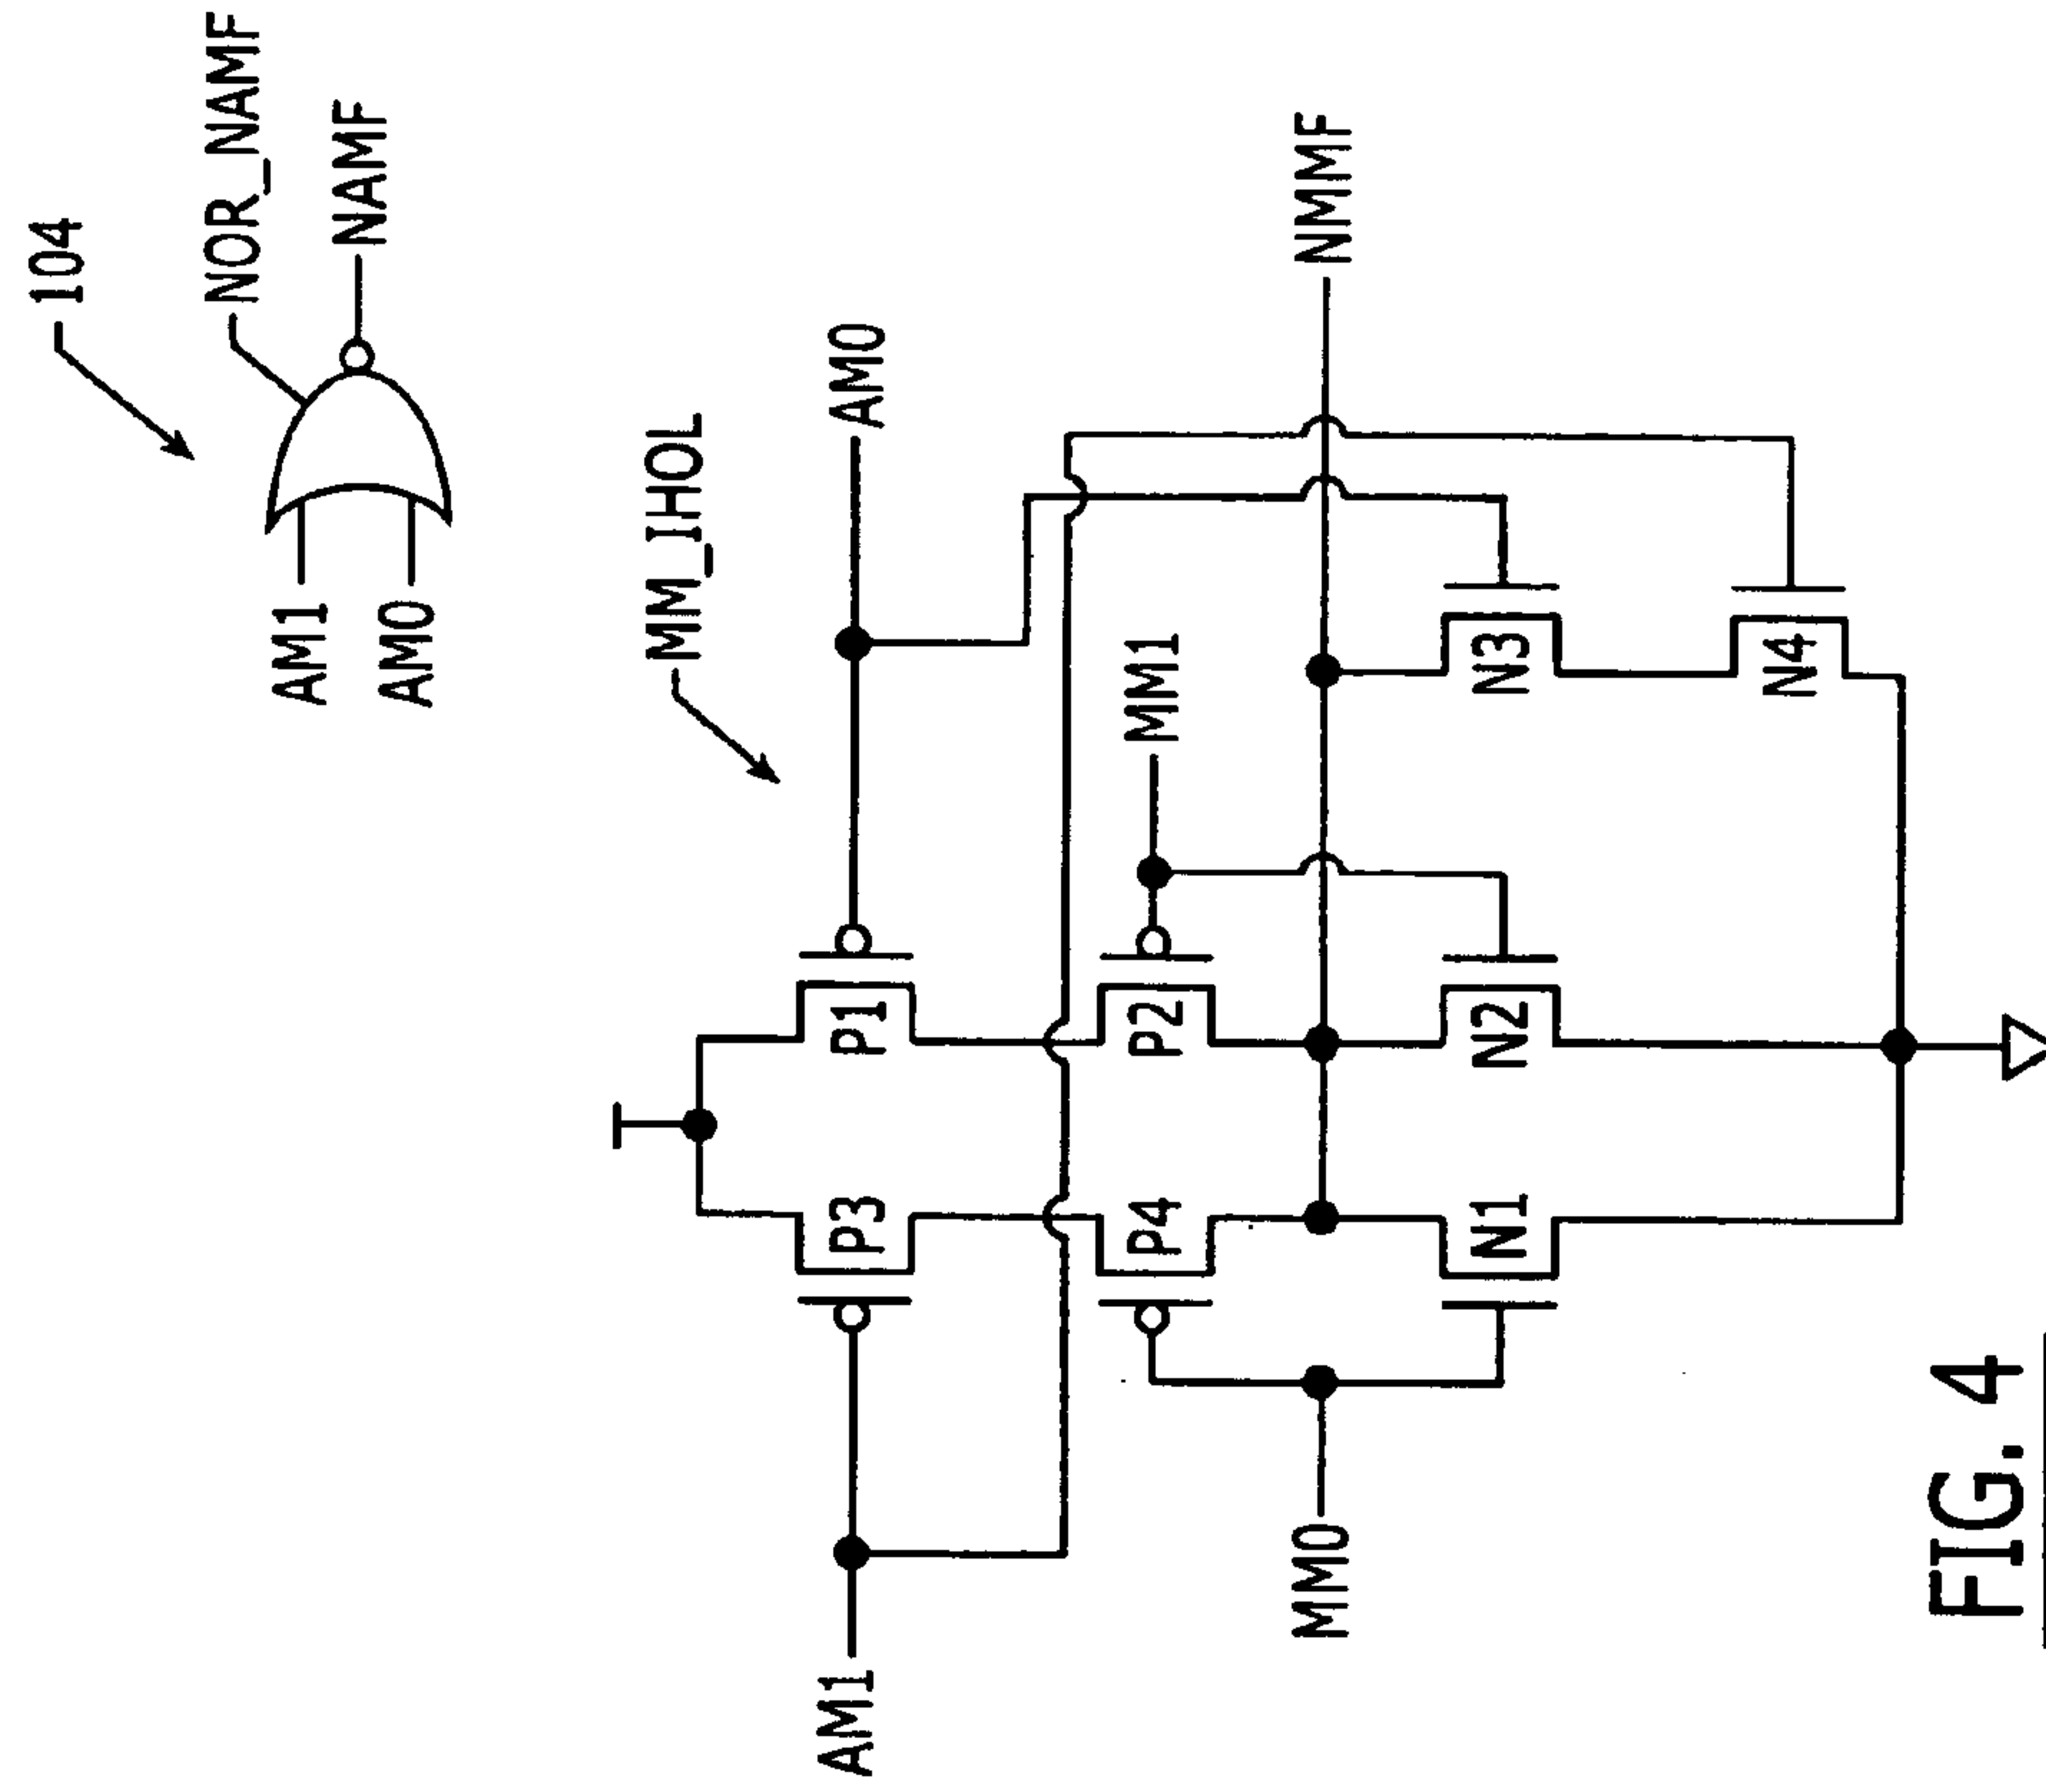 104
NOR_NAMF
NAMF
AM1
AM0
MM_IHOL
AM0
P3
P1
AM1
MM1
P4
P2
NMMF
MM0
N1
N2
N3
N4
FIG. 4